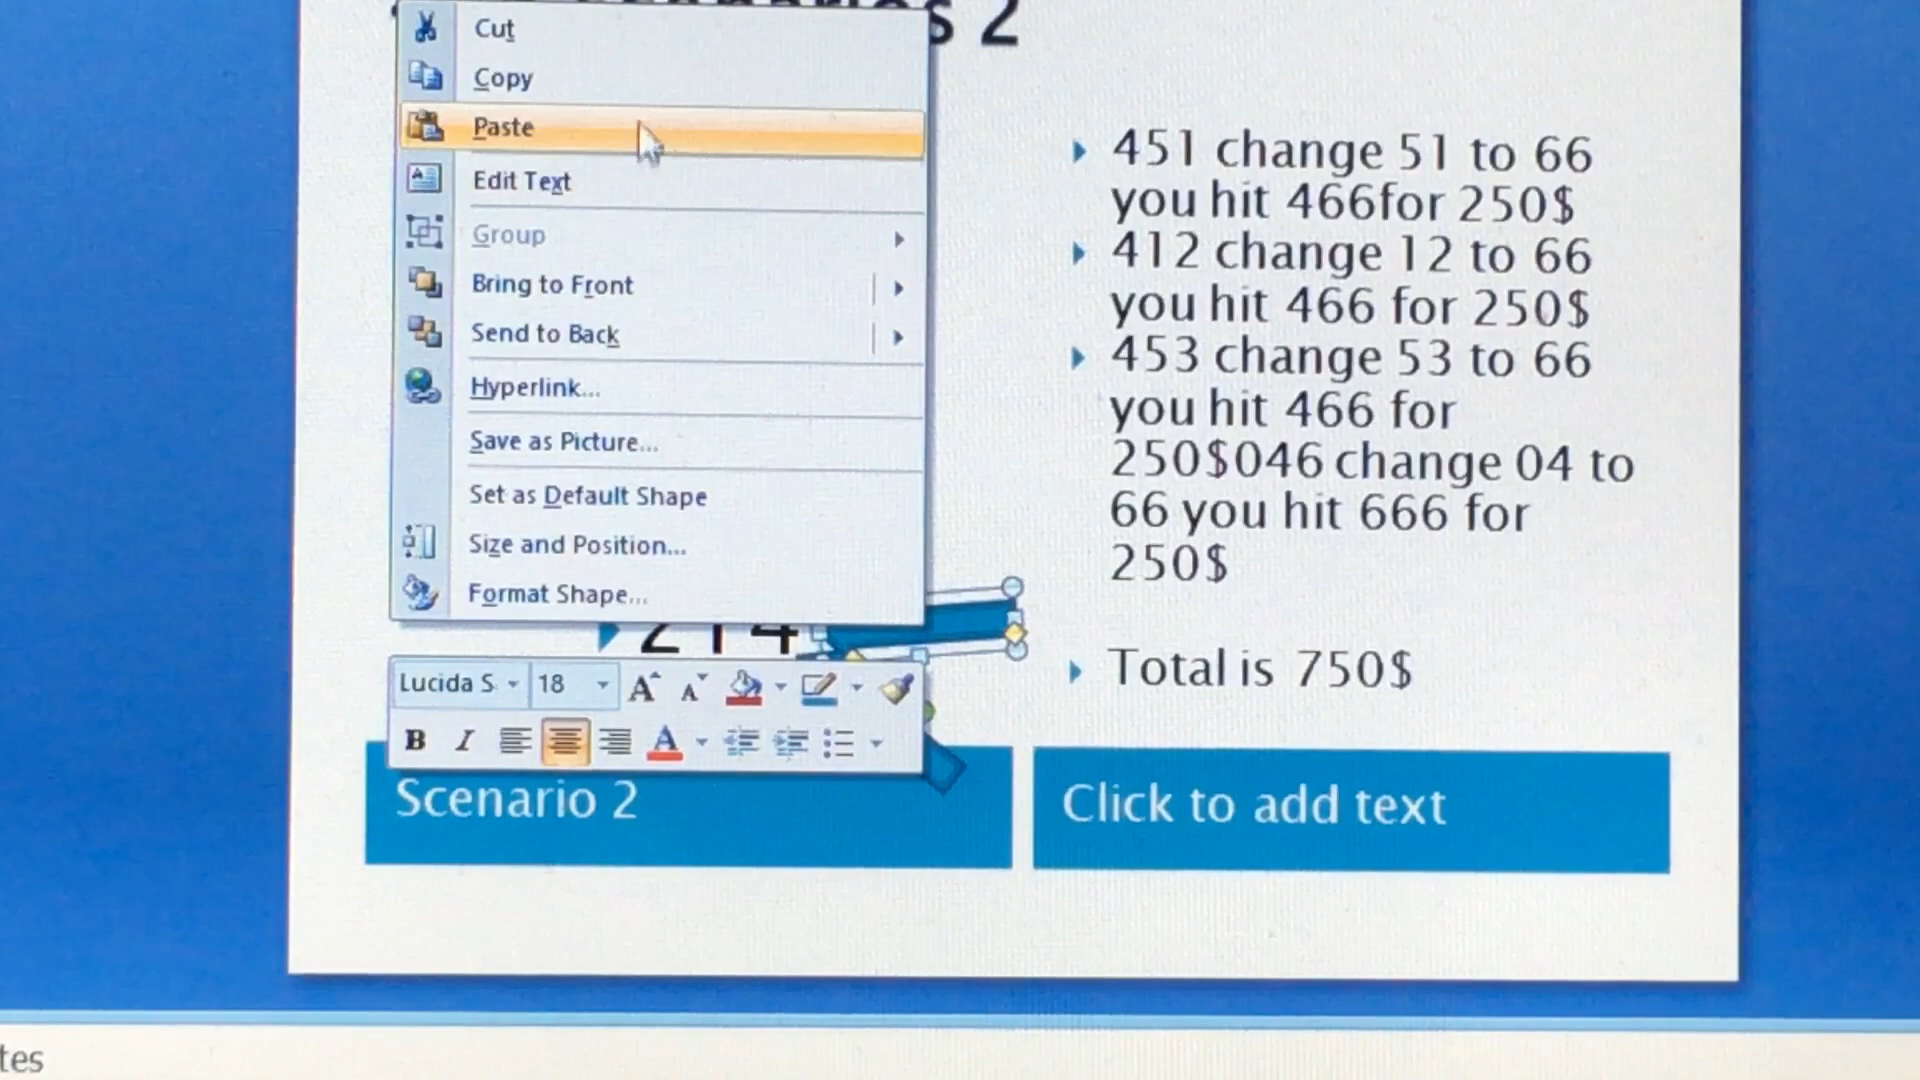 s 2
Cut
Copy
Paste
Edit Text
Group
Bring to Front
Send to Back
Hyperlink...
Save as Picture...
Set as Default Shape
Size and Position...
Format Shape...
214
Lucida S 18 A A
B I A
Scenario 2
451 change 51 to 66
you hit 466for 250$
412 change 12 to 66
you hit 466 for 250$
453 change 53 to 66
you hit 466 for
250$046 change 04 to
66 you hit 666 for
250$
Total is 750$
Click to add text
tes